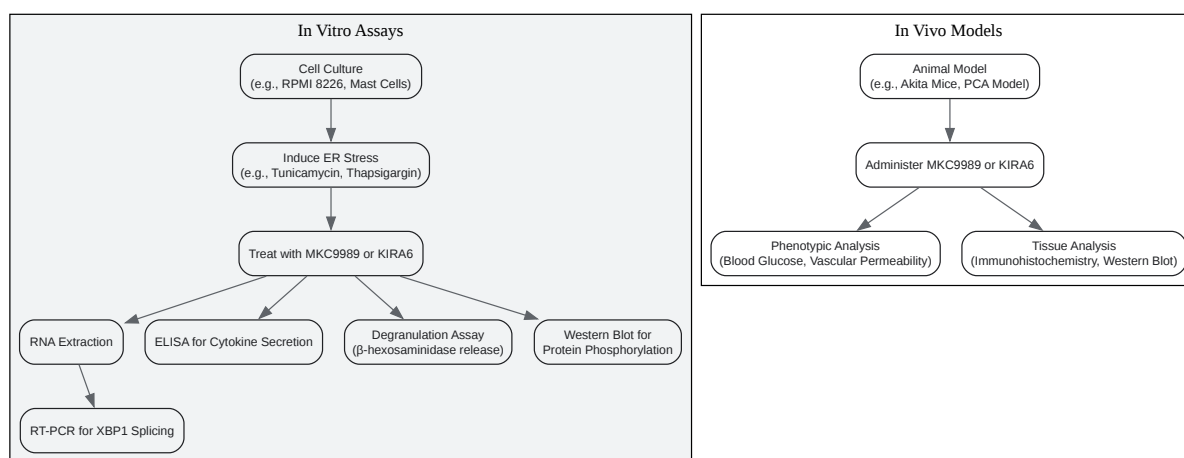 In Vitro Assays
Cell Culture
(e.g., RPMI 8226, Mast Cells)
Induce ER Stress
(e.g., Tunicamycin, Thapsigargin)
Treat with MKC9989 or KIRA6
RNA Extraction
ELISA for Cytokine Secretion
Degranulation Assay
(β-hexosaminidase release)
Western Blot for
Protein Phosphorylation
RT-PCR for XBP1 Splicing
In Vivo Models
Animal Model
(e.g., Akita Mice, PCA Model)
Administer MKC9989 or KIRA6
Phenotypic Analysis
(Blood Glucose, Vascular Permeability)
Tissue Analysis
(Immunohistochemistry, Western Blot)